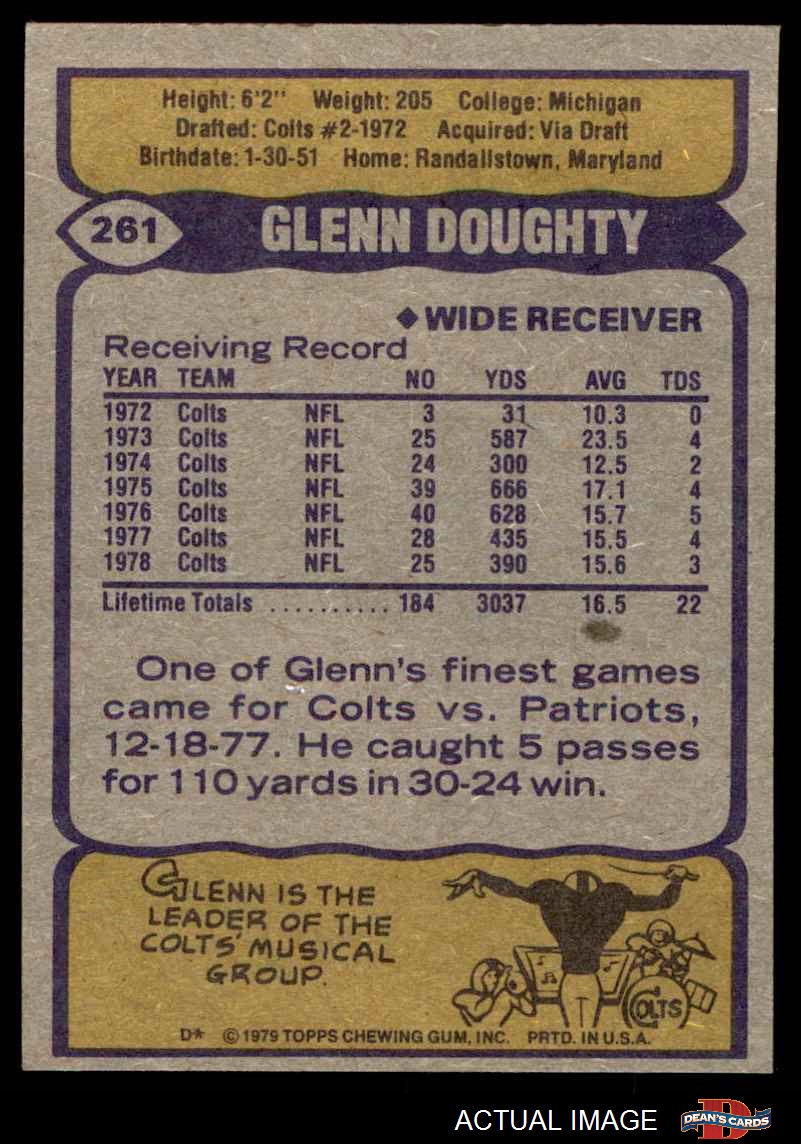 Height: 6'2" Weight: 205 College: Michigan
Drafted: Colts #2-1972 Acquired: Via Draft
Birthdate: 1-30-51 Home: Randallstown, Maryland
261 GLENN DOUGHTY
◆WIDE RECEIVER
Receiving Record
YEAR TEAM NO YDS AVG TDS
1972 Colts NFL 3 31 10.3 0
1973 Colts NFL 25 587 23.5 4
1974 Colts NFL 24 300 12.5 2
1975 Colts NFL 39 666 17.1 4
1976 Colts NFL 40 628 15.7 5
1977 Colts NFL 28 435 15.5 4
1978 Colts NFL 25 390 15.6 3
Lifetime Totals .......... 184 3037 16.5 22
One of Glenn's finest games
came for Colts vs. Patriots,
12-18-77. He caught 5 passes
for 110 yards in 30-24 win.
GLENN IS THE
LEADER OF THE
COLTS' MUSICAL
GROUP.
COLTS
D* © 1979 TOPPS CHEWING GUM, INC. PRTD. IN U.S.A.
ACTUAL IMAGE
D
DEAN'S CARDS